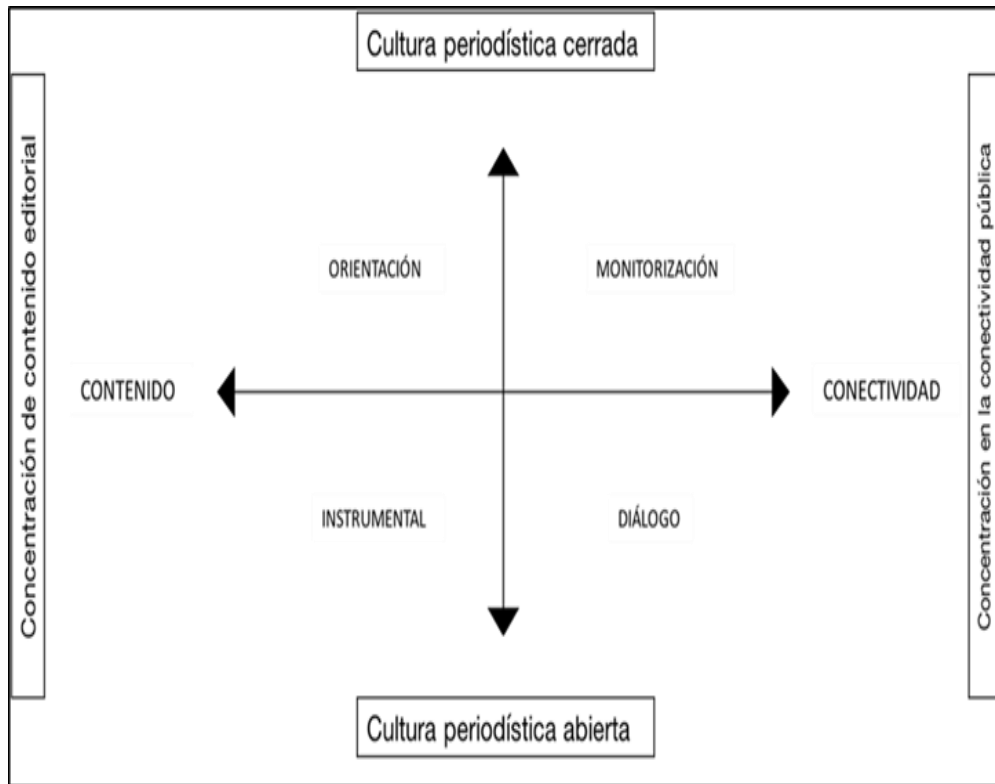 Cultura periodística cerrada
Concentración de contenido editorial
Concentración en la conectividad pública
ORIENTACIÓN
MONITORIZACIÓN
CONTENIDO
CONECTIVIDAD
INSTRUMENTAL
DIÁLOGO
Cultura periodística abierta